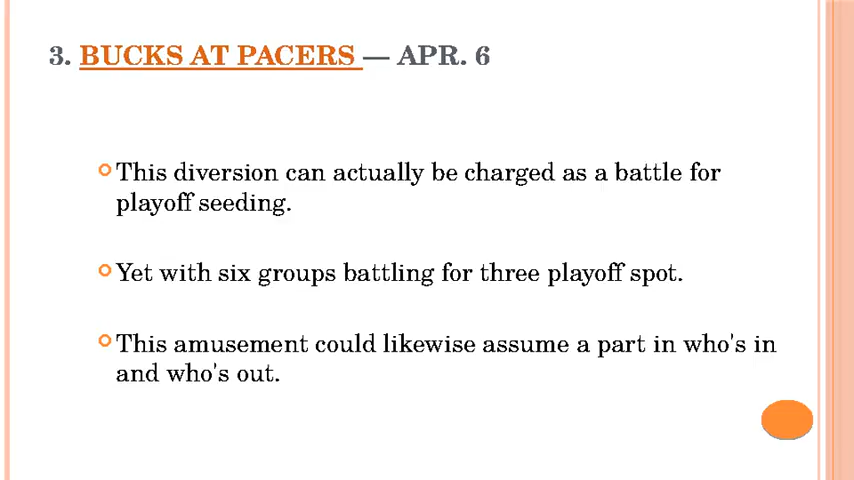 3. BUCKS AT PACERS — APR. 6
This diversion can actually be charged as a battle for
playoff seeding.
Yet with six groups battling for three playoff spot.
This amusement could likewise assume a part in who's in
and who's out.